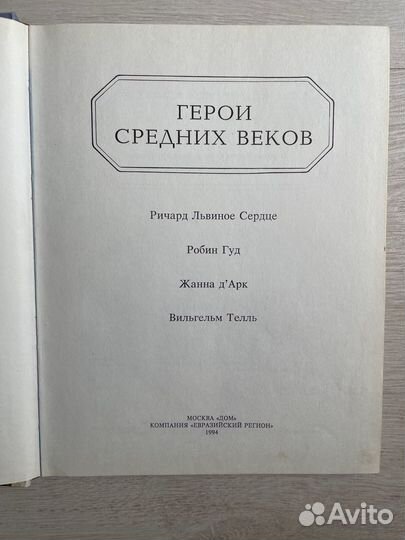 ГЕРОИ
СРЕДНИХ ВЕКОВ
Ричард Львиное Сердце
Робин Гуд
Жанна д'Арк
Вильгельм Телль
МОСКВА «ДОМ»
КОМПАНИЯ «ЕВРАЗИЙСКИЙ РЕГИОН»
1994
Avito